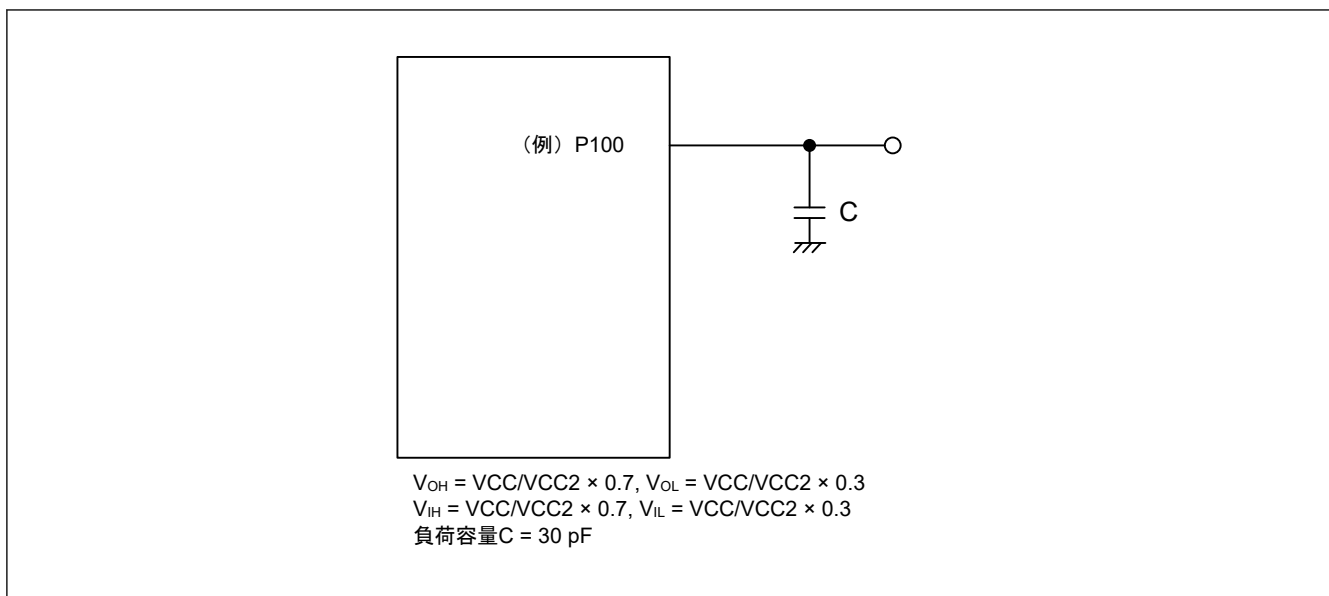 （例）P100
C
VOH = VCC/VCC2 × 0.7, VOL = VCC/VCC2 × 0.3
VIH = VCC/VCC2 × 0.7, VIL = VCC/VCC2 × 0.3
負荷容量C = 30 pF